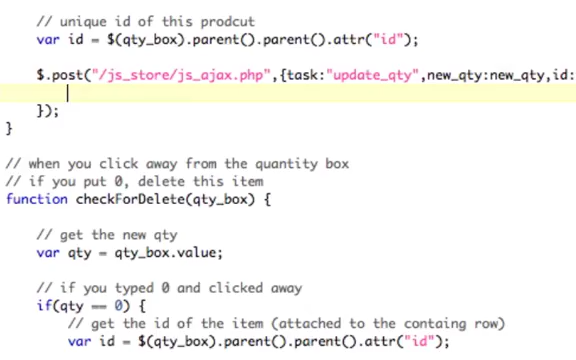 // unique id of this prodcut
var id = $(qty_box).parent().parent().attr("id");
$.post("/js_store/js_ajax.php",{task:"update_qty",new_qty:new_qty,id:
});
}
// when you click away from the quantity box
// if you put 0, delete this item
function checkForDelete(qty_box) {
// get the new qty
var qty = qty_box.value;
// if you typed 0 and clicked away
if(qty == 0) {
// get the id of the item (attached to the containg row)
var id = $(qty_box).parent().parent().attr("id");